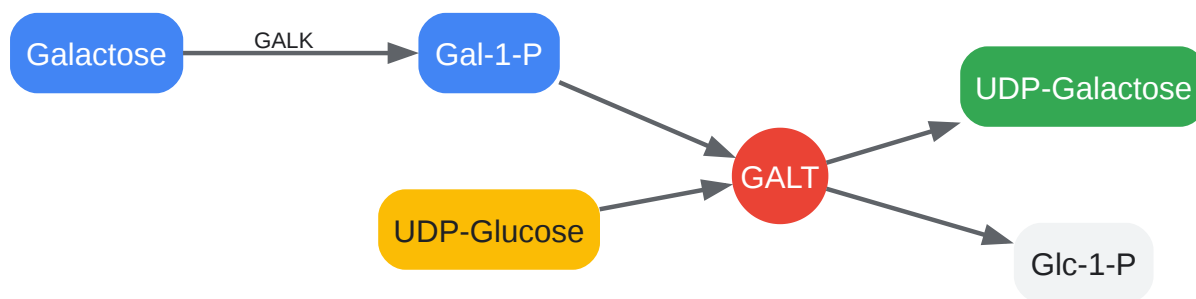 Galactose
GALK
Gal-1-P
UDP-Glucose
GALT
UDP-Galactose
Glc-1-P